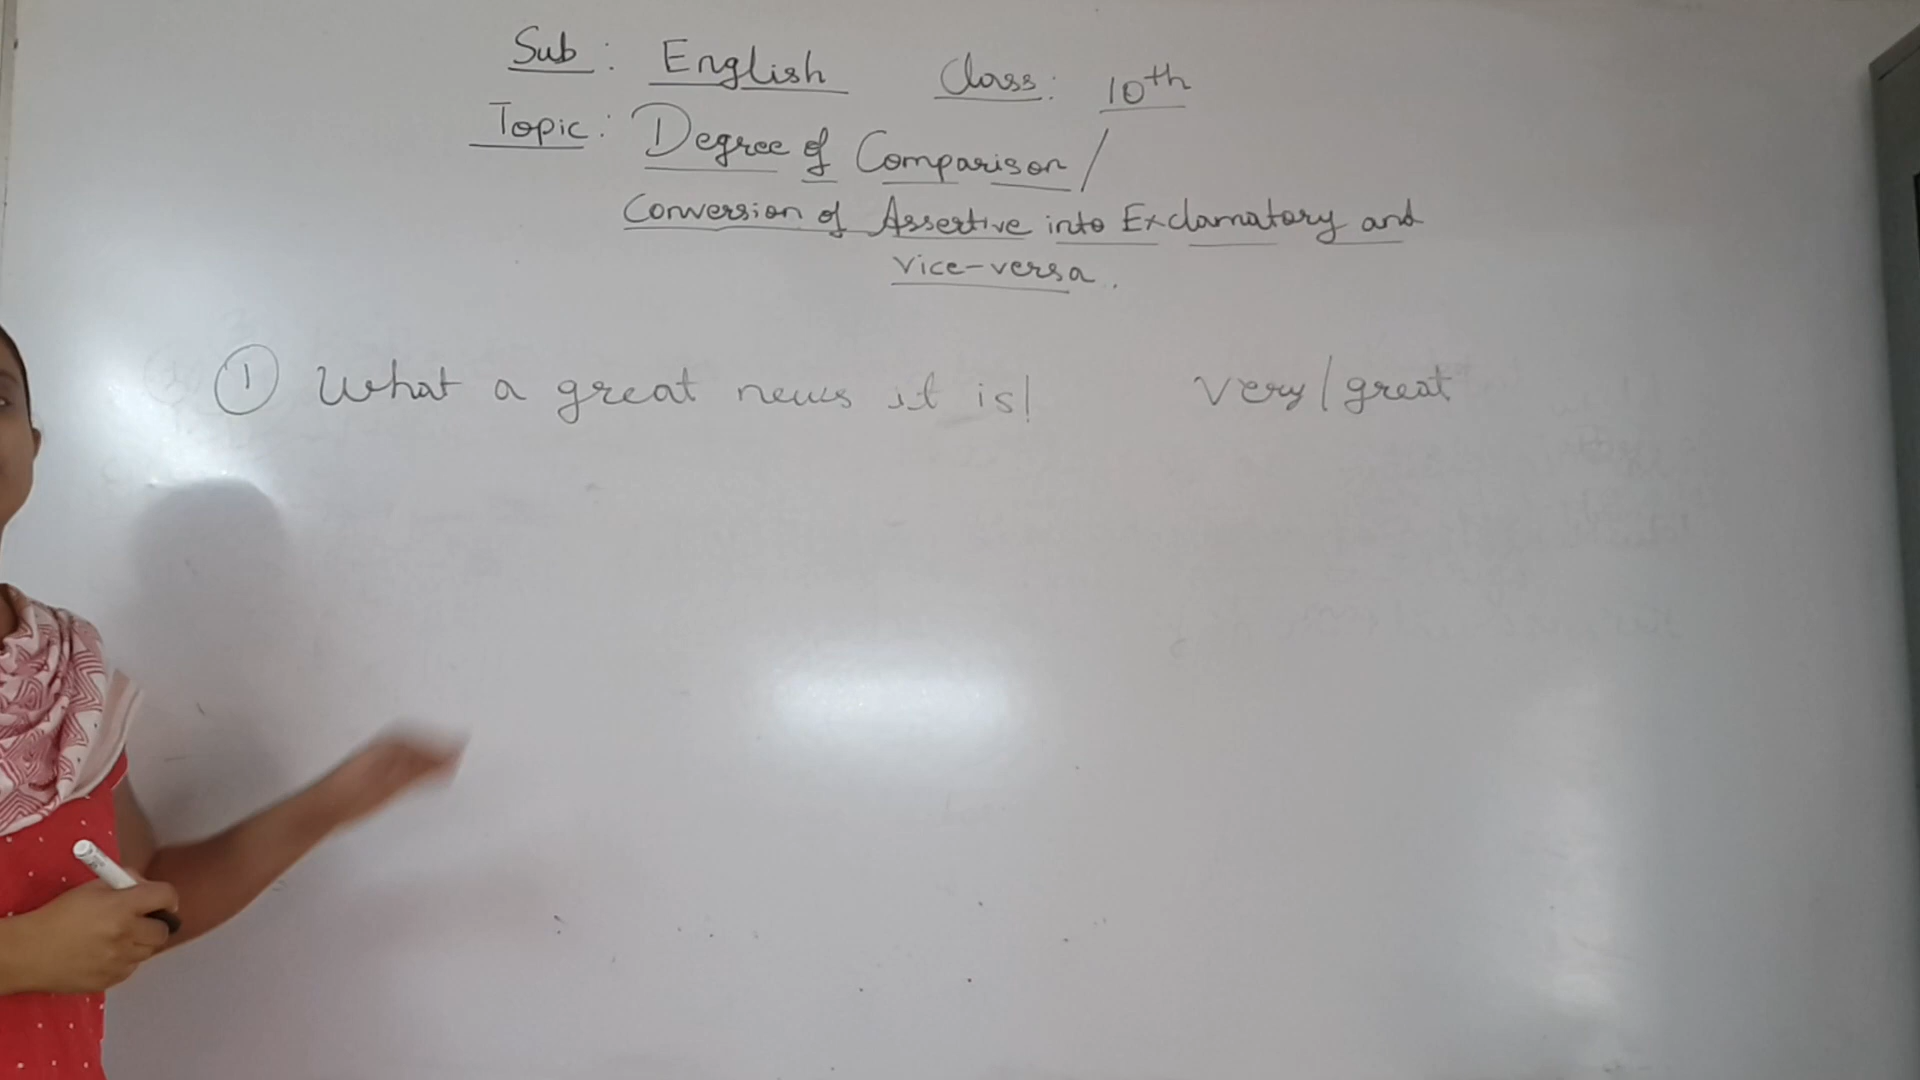 Sub : English Class : 10th
Topic : Degree of Comparison /
Conversion of Assertive into Exclamatory and
vice-versa.
① What a great news it is! very/great